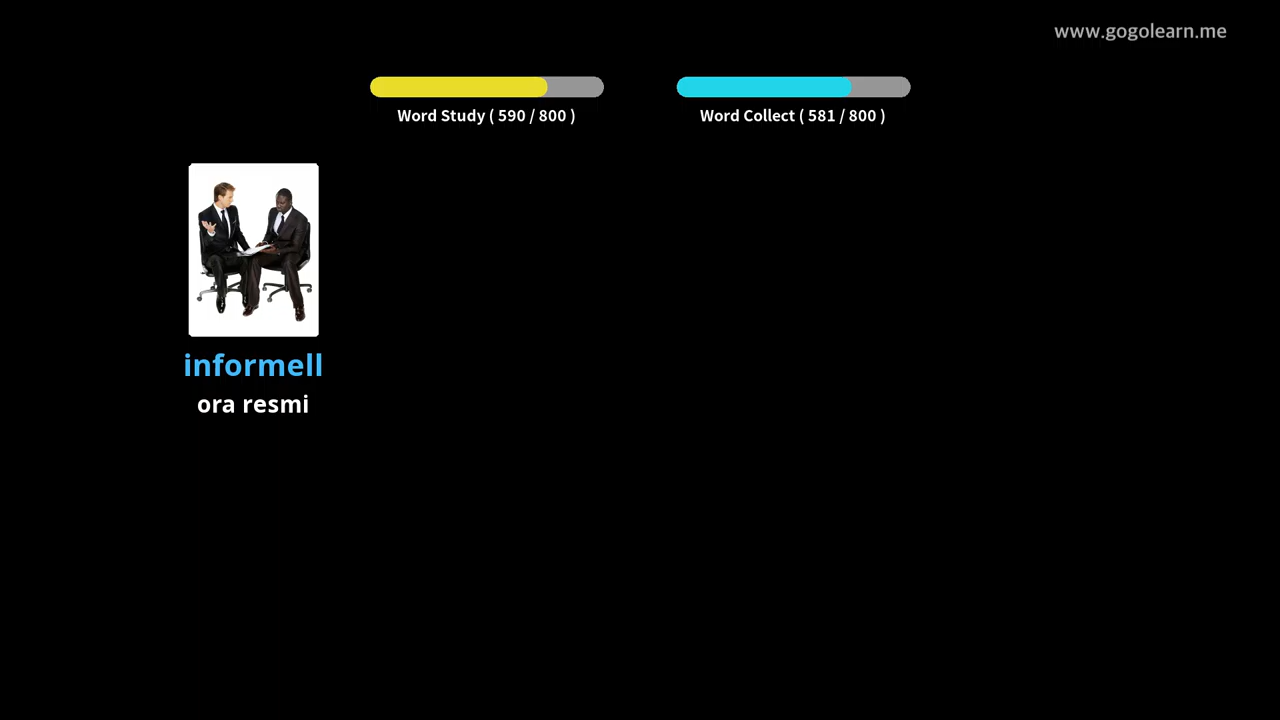 www.gogolearn.me
Word Study ( 590 / 800 )
Word Collect ( 581 / 800 )
informell
ora resmi